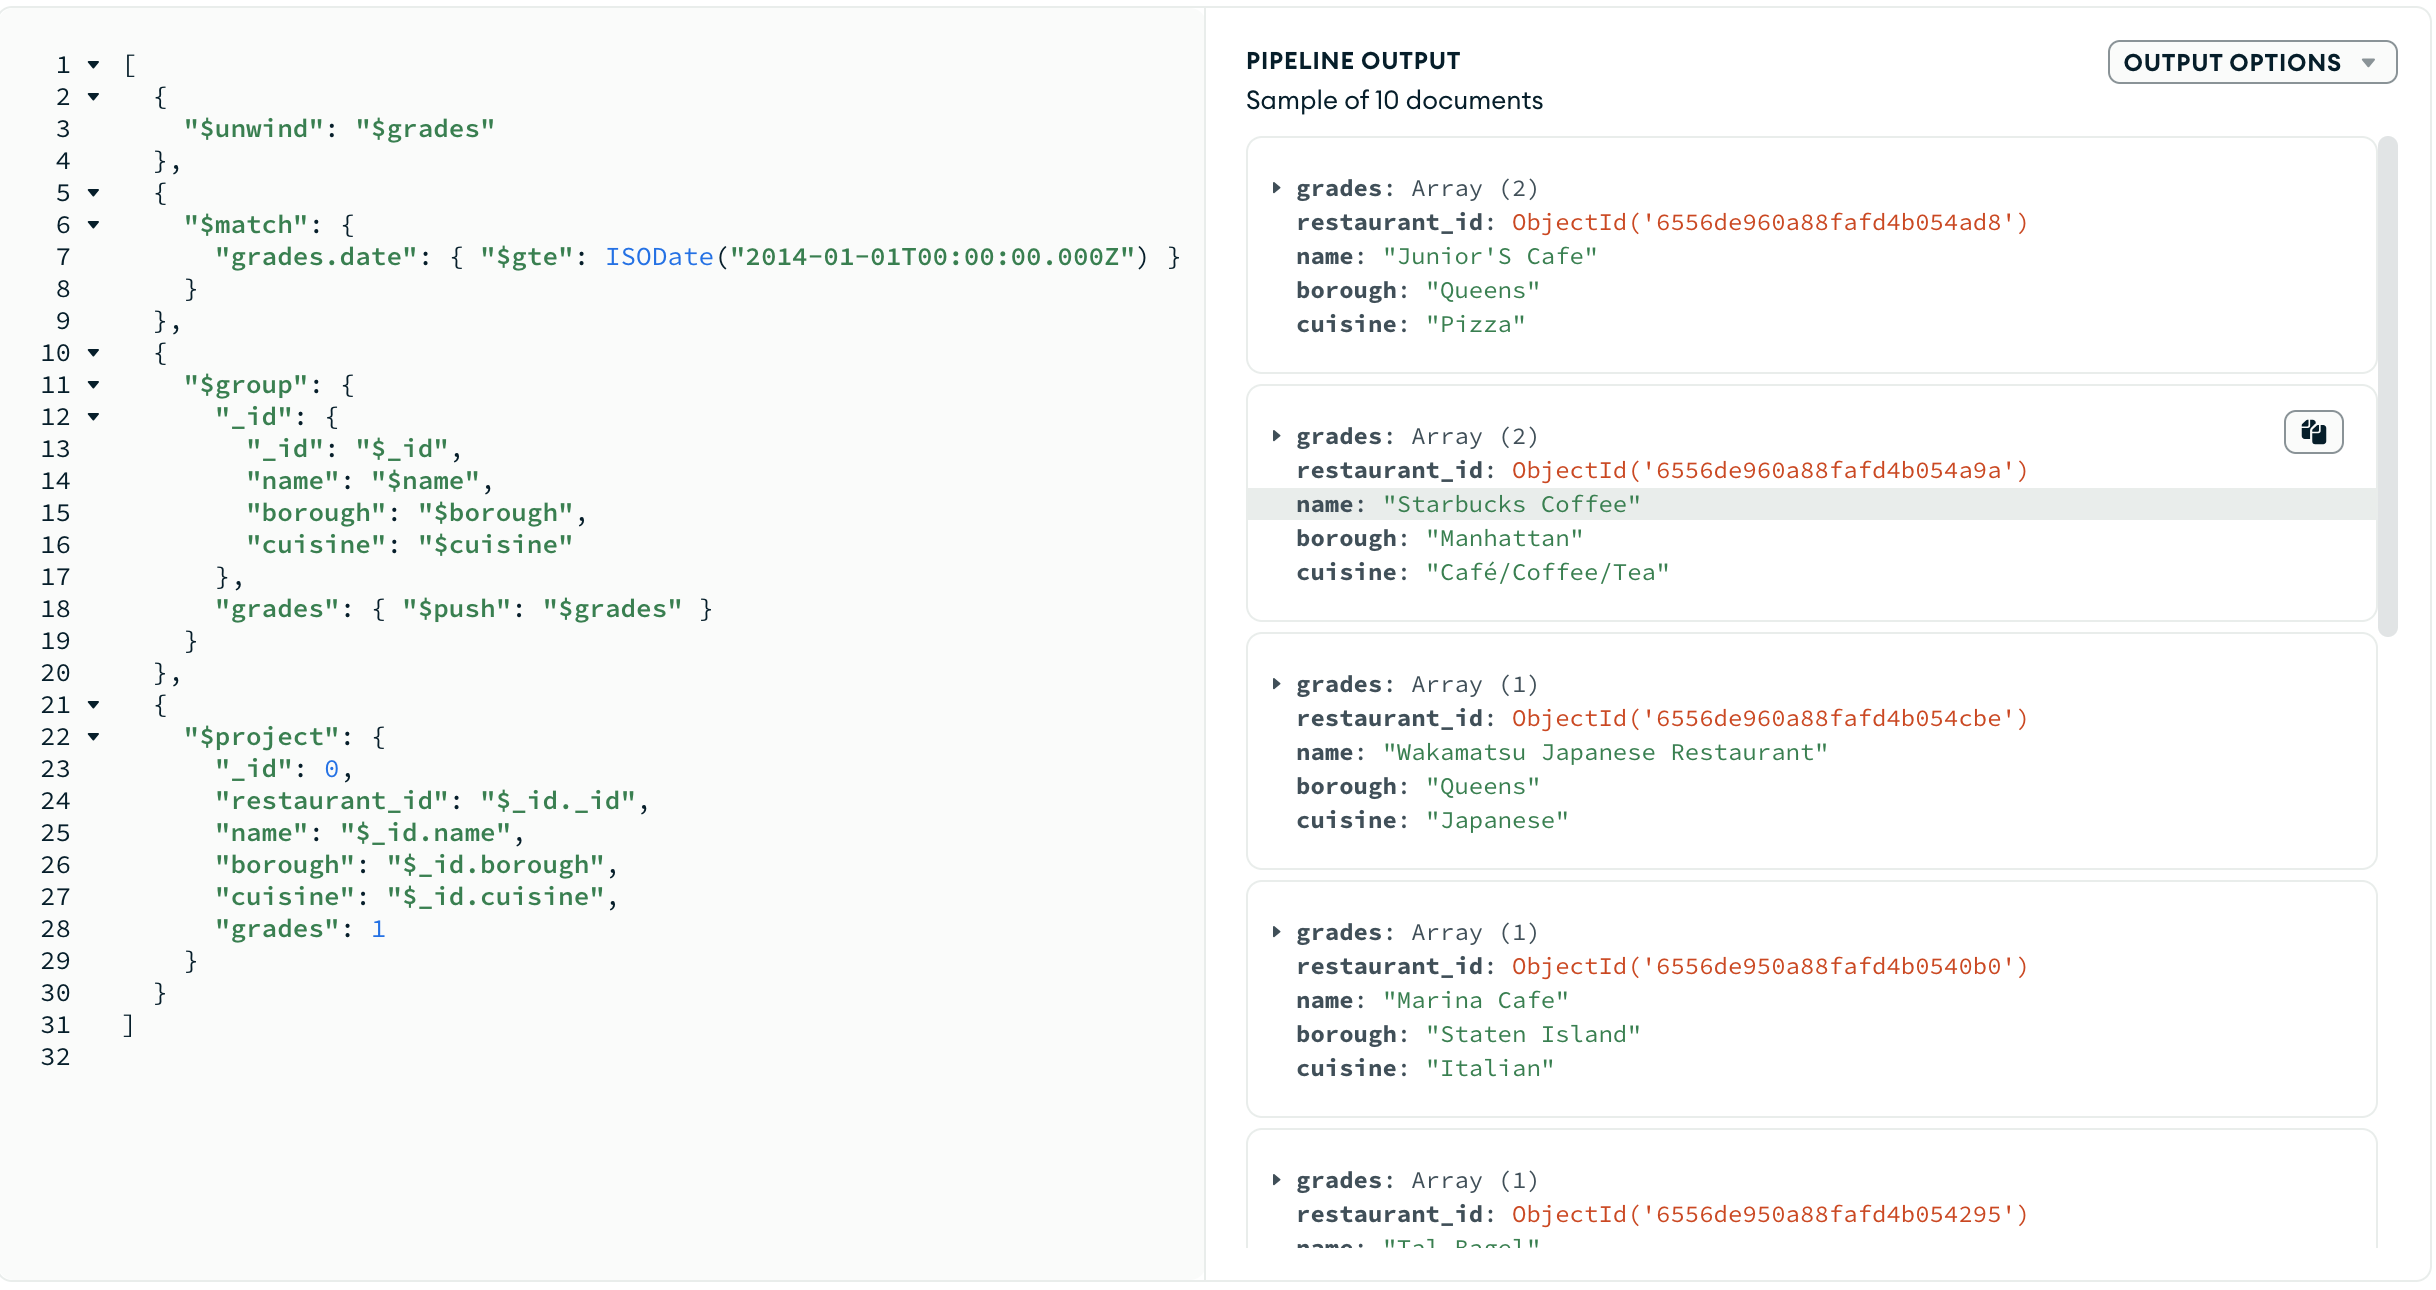 1 [
2 {
3 "$unwind": "$grades"
4 },
5 {
6 "$match": {
7 "grades.date": { "$gte": ISODate("2014-01-01T00:00:00.000Z") }
8 }
9 },
10 {
11 "$group": {
12 "_id": {
13 "_id": "$_id",
14 "name": "$name",
15 "borough": "$borough",
16 "cuisine": "$cuisine"
17 },
18 "grades": { "$push": "$grades" }
19 }
20 },
21 {
22 "$project": {
23 "_id": 0,
24 "restaurant_id": "$_id._id",
25 "name": "$_id.name",
26 "borough": "$_id.borough",
27 "cuisine": "$_id.cuisine",
28 "grades": 1
29 }
30 }
31 ]
32
PIPELINE OUTPUT
OUTPUT OPTIONS
Sample of 10 documents
grades: Array (2)
restaurant_id: ObjectId('6556de960a88fafd4b054ad8')
name: "Junior'S Cafe"
borough: "Queens"
cuisine: "Pizza"
grades: Array (2)
restaurant_id: ObjectId('6556de960a88fafd4b054a9a')
name: "Starbucks Coffee"
borough: "Manhattan"
cuisine: "Café/Coffee/Tea"
grades: Array (1)
restaurant_id: ObjectId('6556de960a88fafd4b054cbe')
name: "Wakamatsu Japanese Restaurant"
borough: "Queens"
cuisine: "Japanese"
grades: Array (1)
restaurant_id: ObjectId('6556de950a88fafd4b0540b0')
name: "Marina Cafe"
borough: "Staten Island"
cuisine: "Italian"
grades: Array (1)
restaurant_id: ObjectId('6556de950a88fafd4b054295')
name: "Tal Bagel"